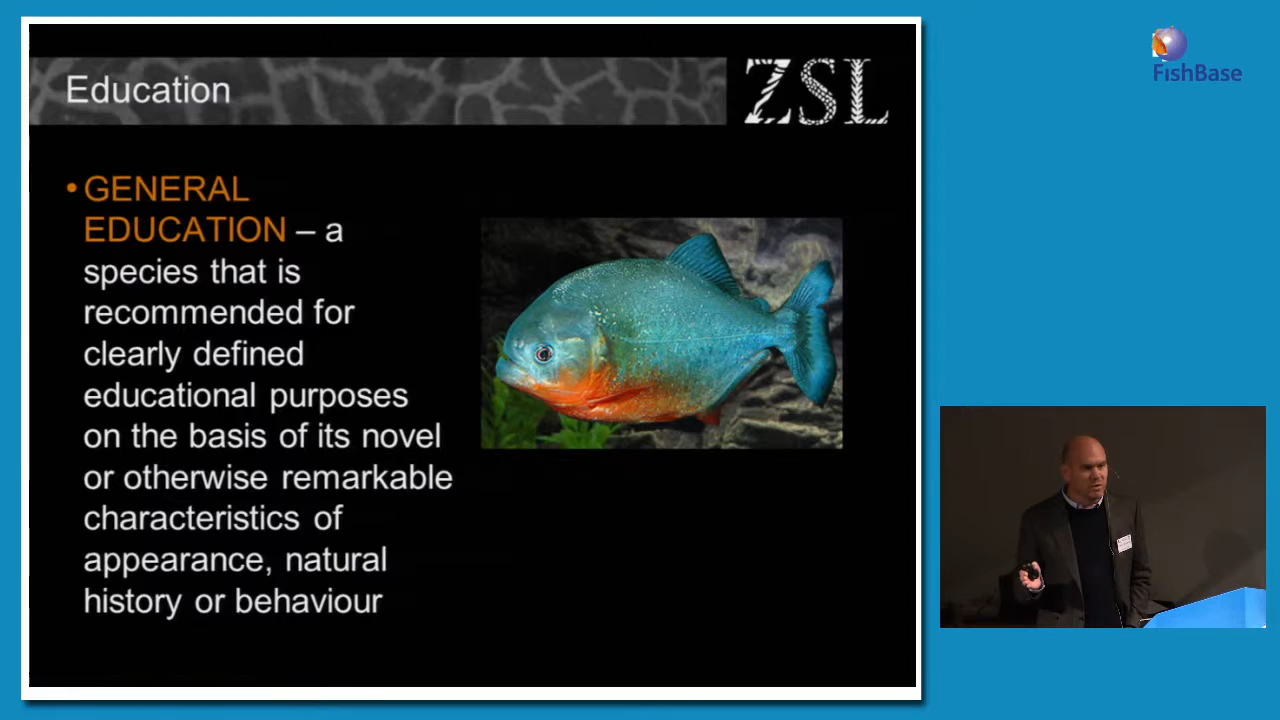 Education
ZSL
FishBase
• GENERAL
EDUCATION – a
species that is
recommended for
clearly defined
educational purposes
on the basis of its novel
or otherwise remarkable
characteristics of
appearance, natural
history or behaviour